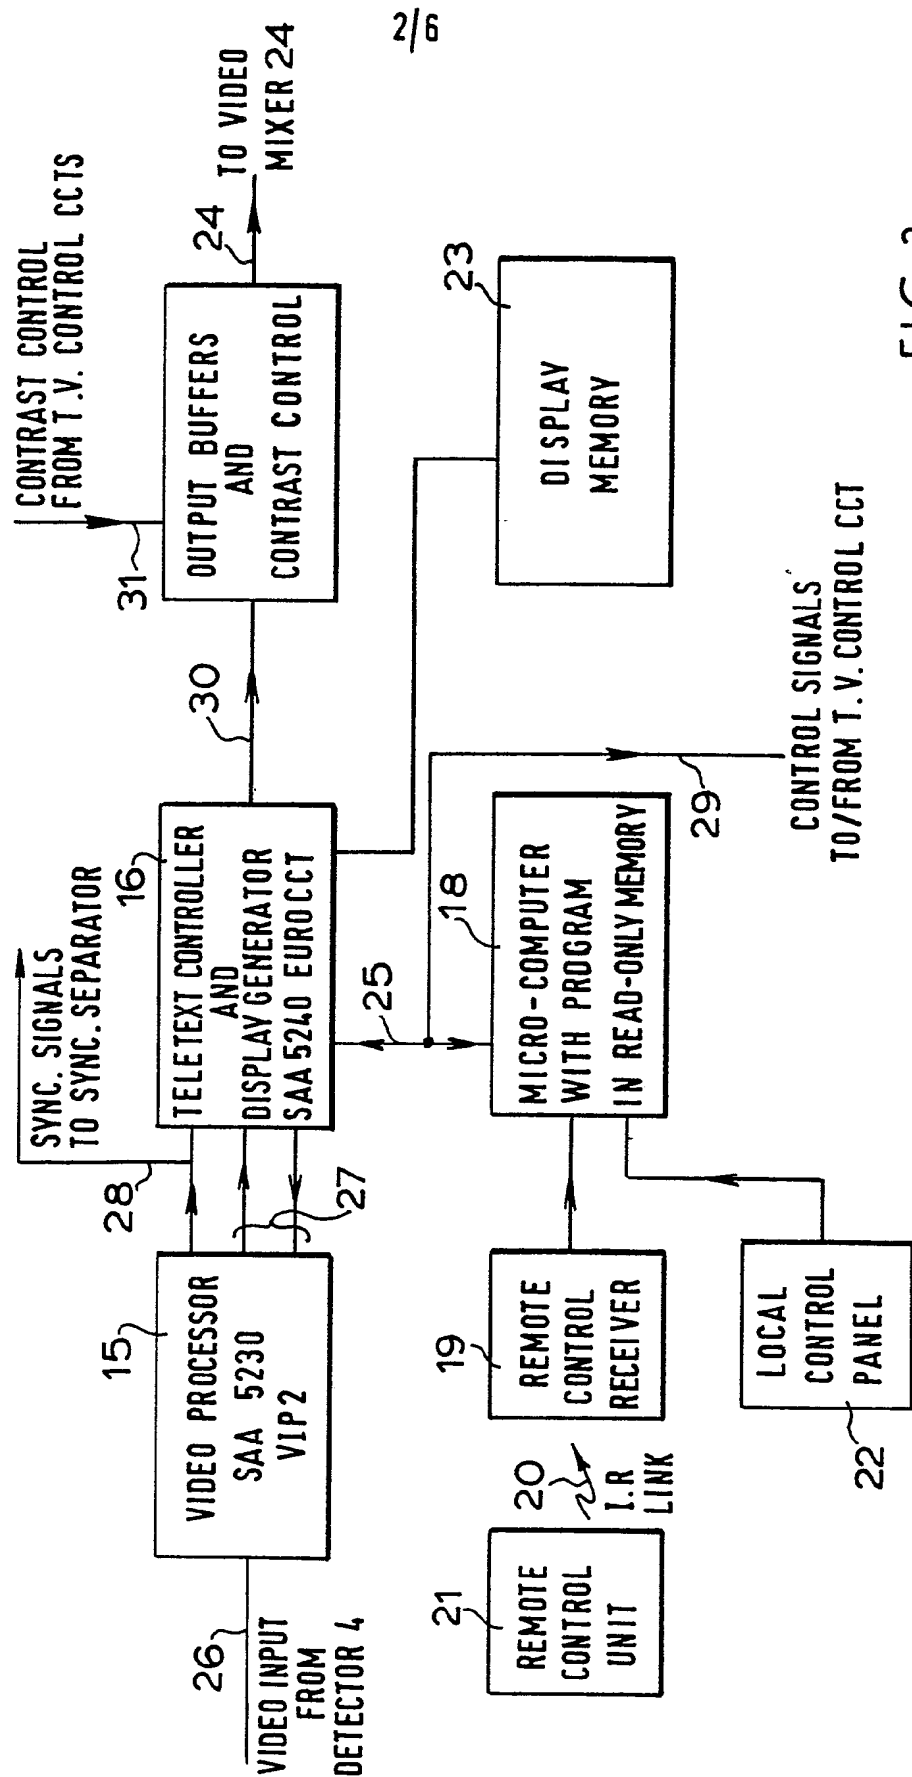 2/6
VIDEO INPUT
FROM
DETECTOR 4
26
15
VIDEO PROCESSOR
SAA 5230
VIP2
28
SYNC. SIGNALS
TO SYNC. SEPARATOR
27
16
TELETEXT CONTROLLER
AND
DISPLAY GENERATOR
SAA 5240 EURO CCT
30
CONTRAST CONTROL
FROM T.V. CONTROL CCTS
31
OUTPUT BUFFERS
AND
CONTRAST CONTROL
24
TO VIDEO
MIXER 24
25
21
REMOTE
CONTROL
UNIT
20
I.R
LINK
19
REMOTE
CONTROL
RECEIVER
18
MICRO-COMPUTER
WITH PROGRAM
IN READ-ONLY MEMORY
23
DISPLAY
MEMORY
22
LOCAL
CONTROL
PANEL
29
CONTROL SIGNALS
TO/FROM T.V. CONTROL CCT